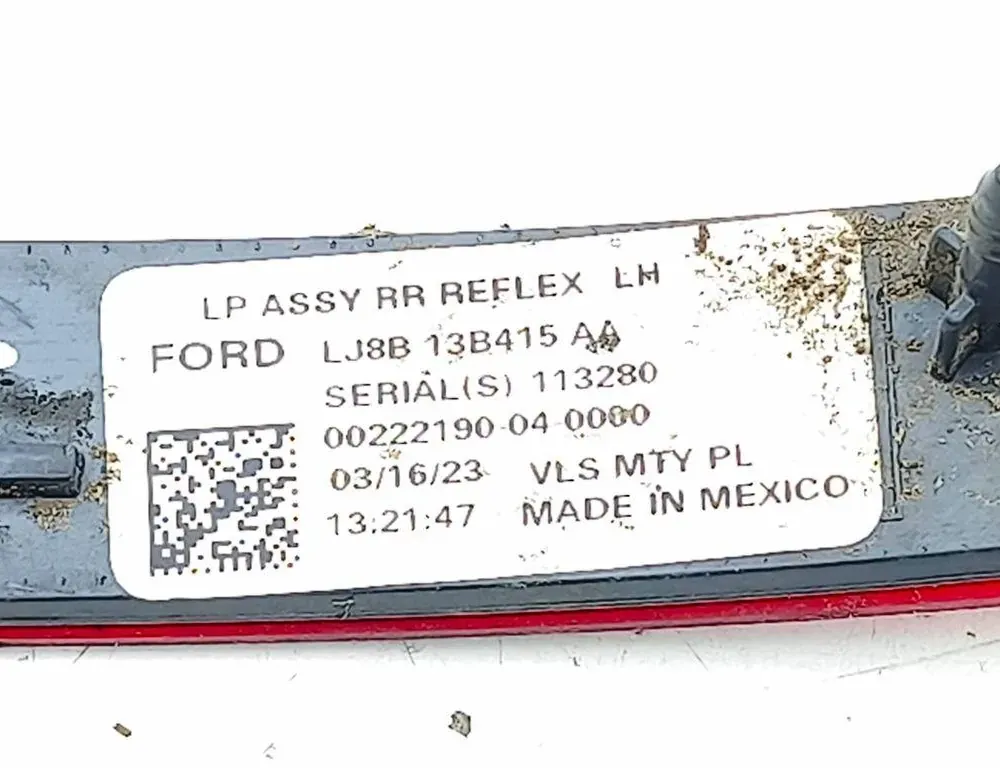 LP ASSY RR REFLEX LH
FORD LJ8B 13B415 AA
SERIAL(S) 113280
00222190-04-0000
03/16/23 VLS MTY PL
13:21:47 MADE IN MEXICO